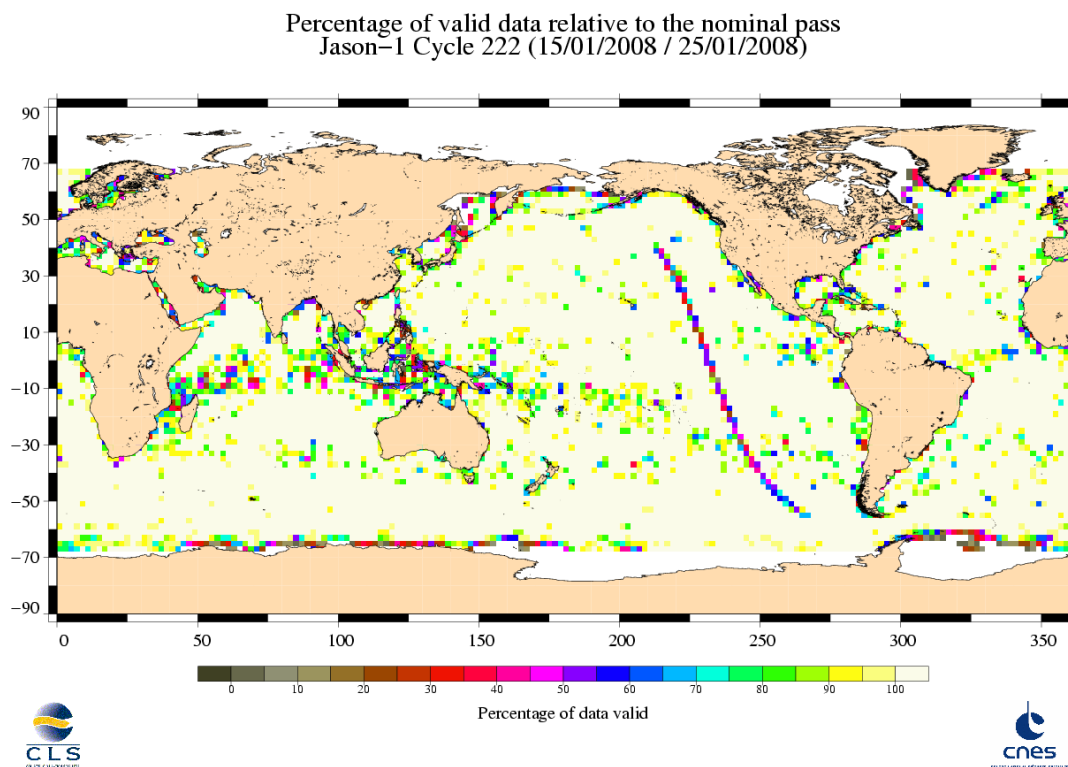 Percentage of valid data relative to the nominal pass
Jason−1 Cycle 222 (15/01/2008 / 25/01/2008)
90
70
50
30
10
−10
−30
−50
−70
−90
0 50 100 150 200 250 300 350
0 10 20 30 40 50 60 70 80 90 100
Percentage of data valid
CLS
cnes